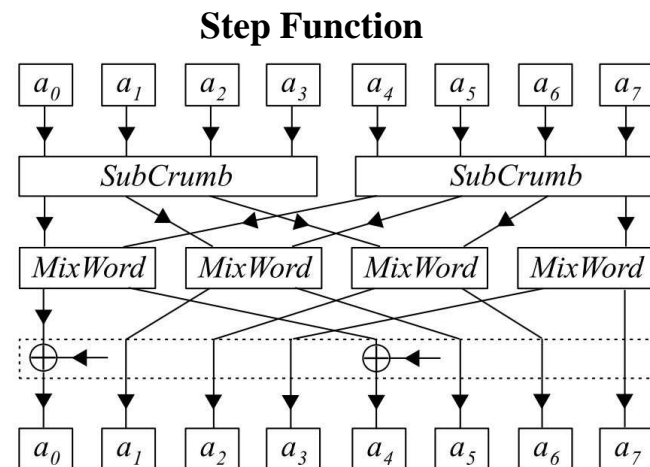 Step Function
a₀ a₁ a₂ a₃ a₄ a₅ a₆ a₇
SubCrumb SubCrumb
MixWord MixWord MixWord MixWord
a₀ a₁ a₂ a₃ a₄ a₅ a₆ a₇